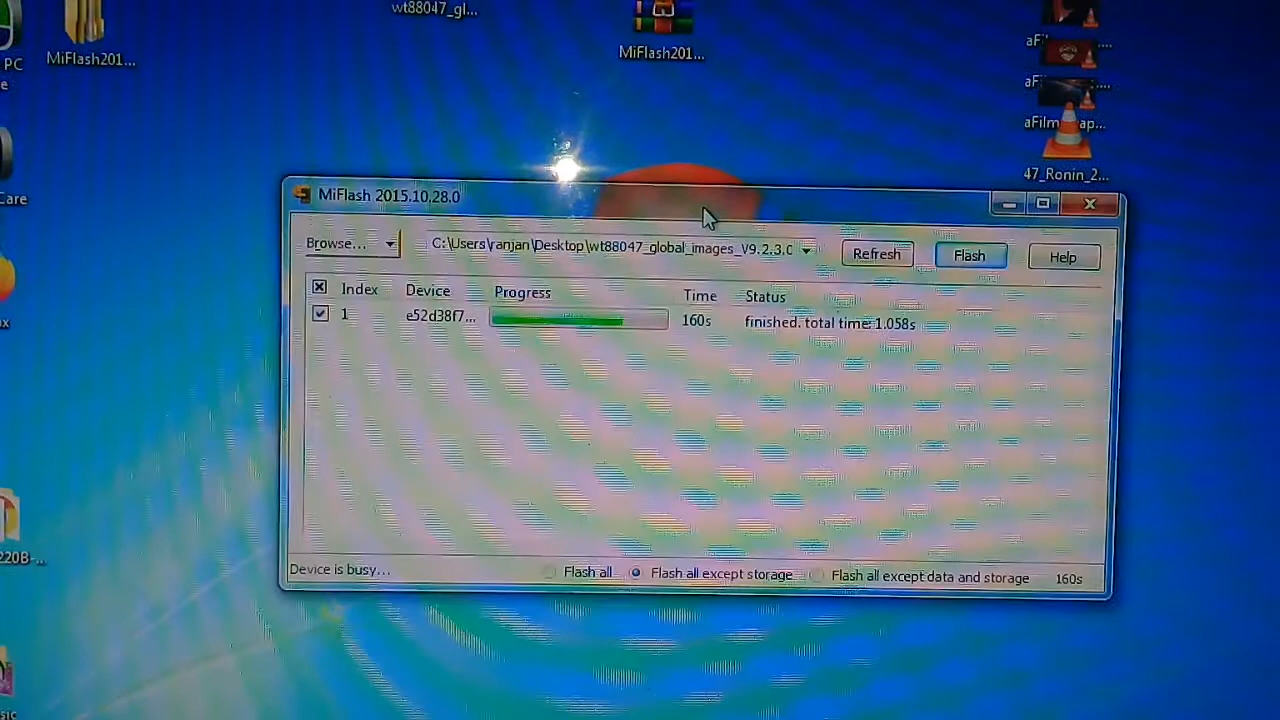 wt88047_gl...
MiFlash201...
MiFlash201...
PC
Care
47_Ronin_2...
MiFlash 2015.10.28.0
Browse...
C:\Users\ranjan\Desktop\wt88047_global_images_V9.2.3.0
Refresh
Flash
Help
Index Device Progress Time Status
1 e52d38f7... 160s finished. total time: 1.058s
Device is busy...
Flash all
Flash all except storage
Flash all except data and storage
160s